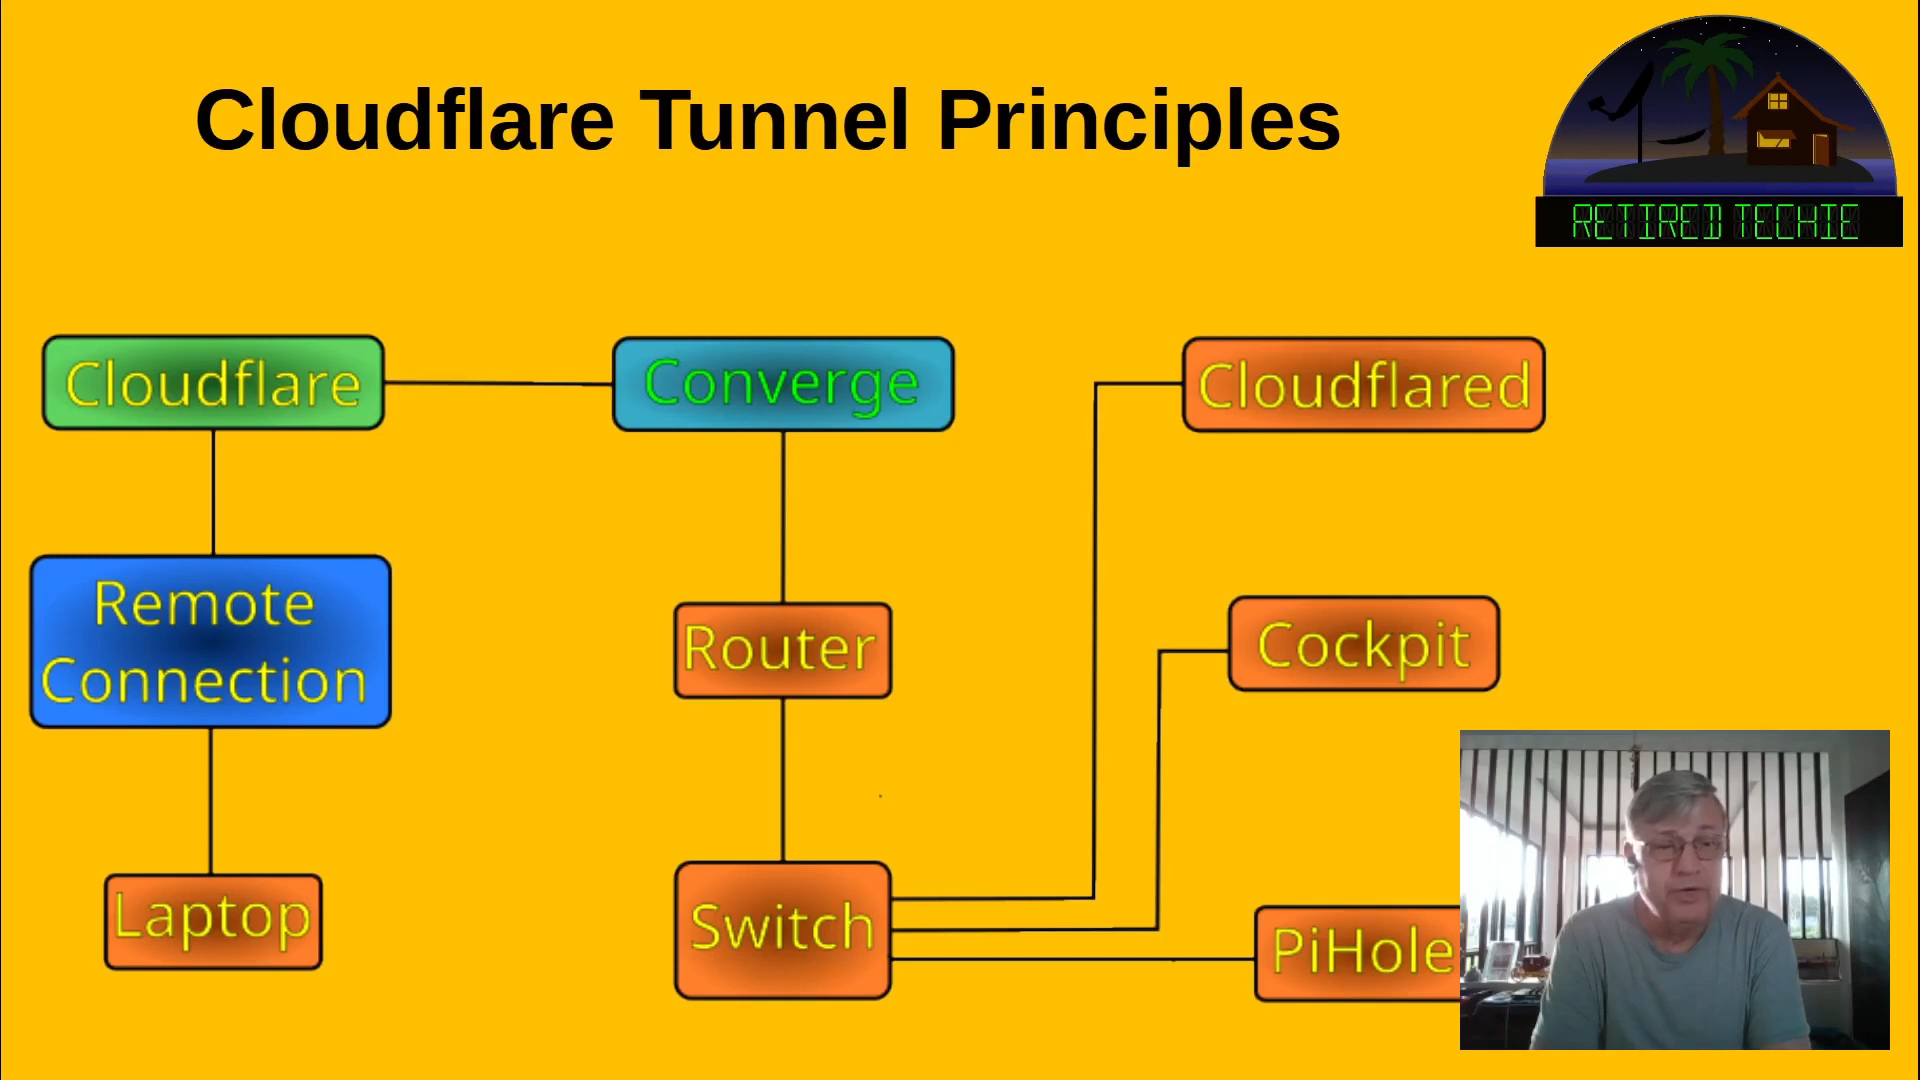 Cloudflare Tunnel Principles
RETIRED TECHIE
Cloudflare
Converge
Cloudflared
Remote
Connection
Router
Cockpit
Laptop
Switch
PiHole